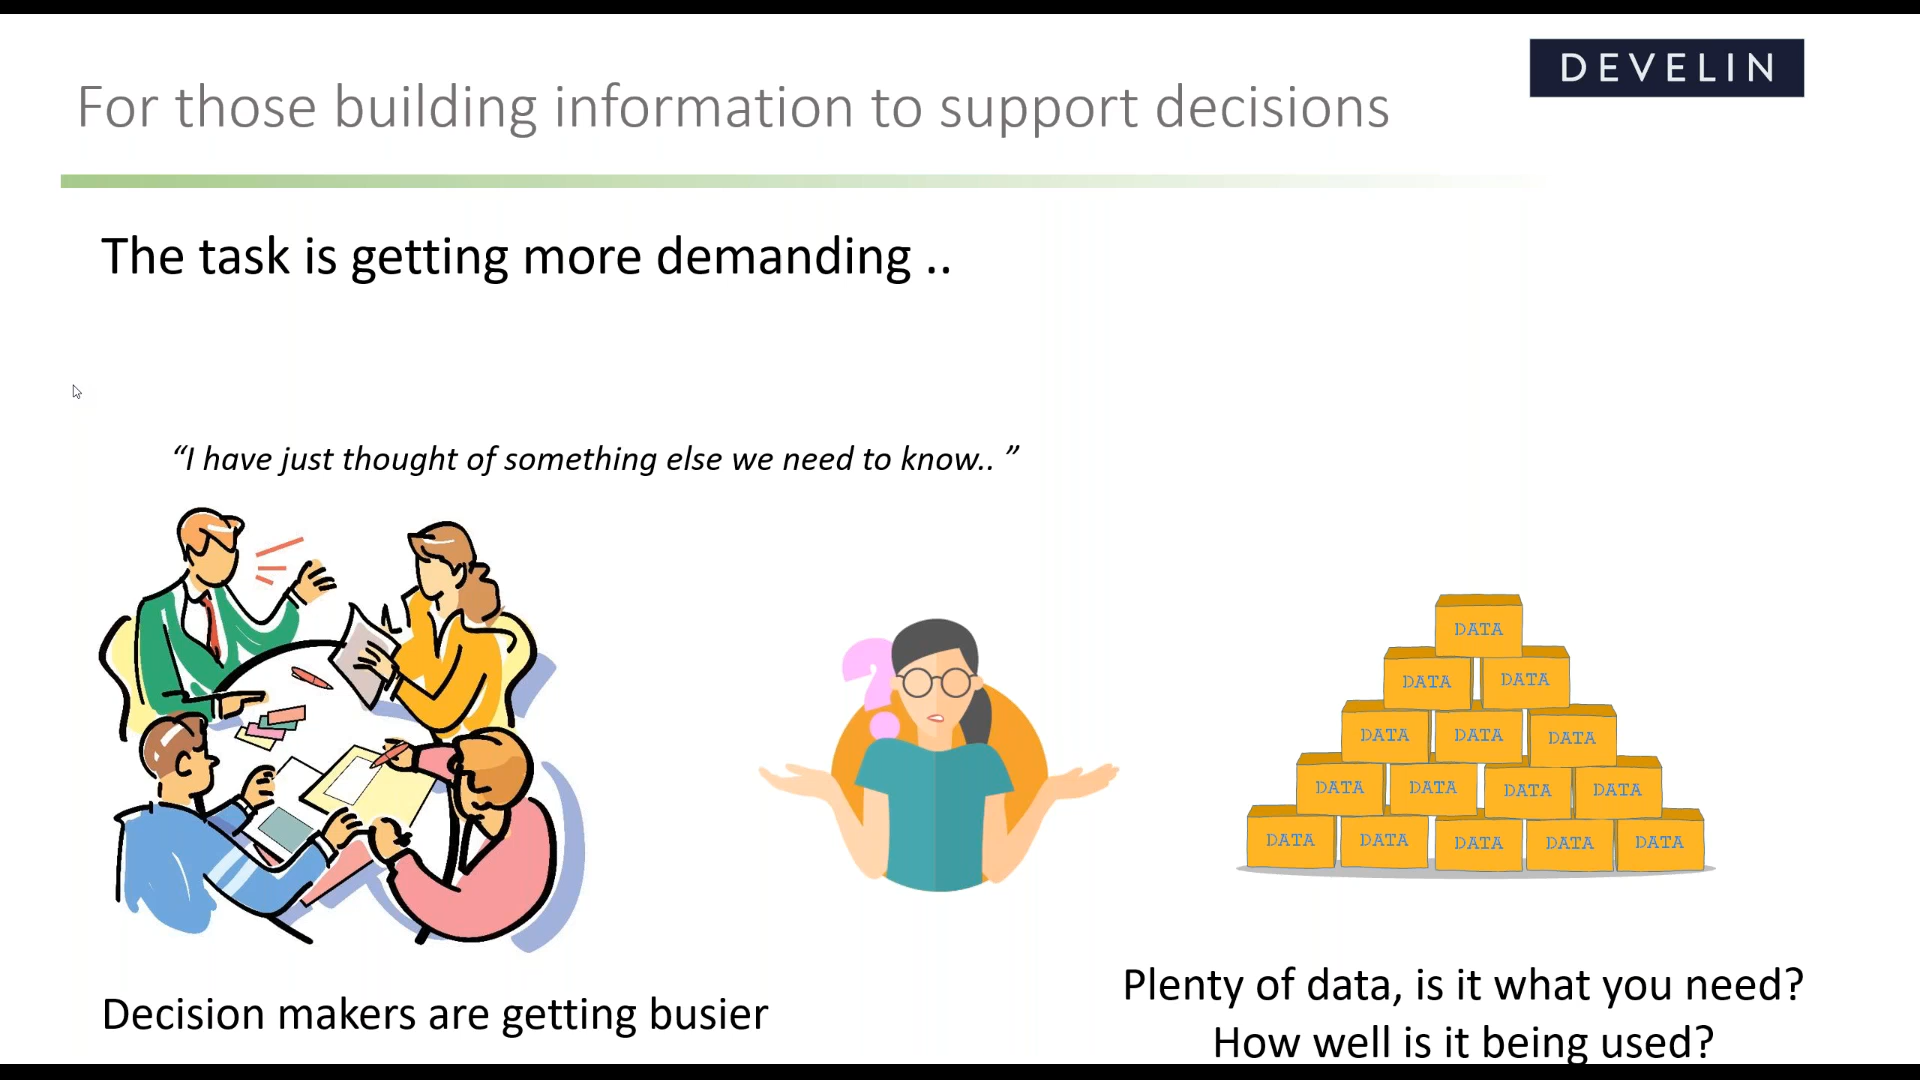 DEVELIN
For those building information to support decisions
The task is getting more demanding ..
“I have just thought of something else we need to know.. ”
?
DATA
DATA DATA
DATA DATA DATA
DATA DATA DATA DATA
DATA DATA DATA DATA DATA
Decision makers are getting busier
Plenty of data, is it what you need?
How well is it being used?